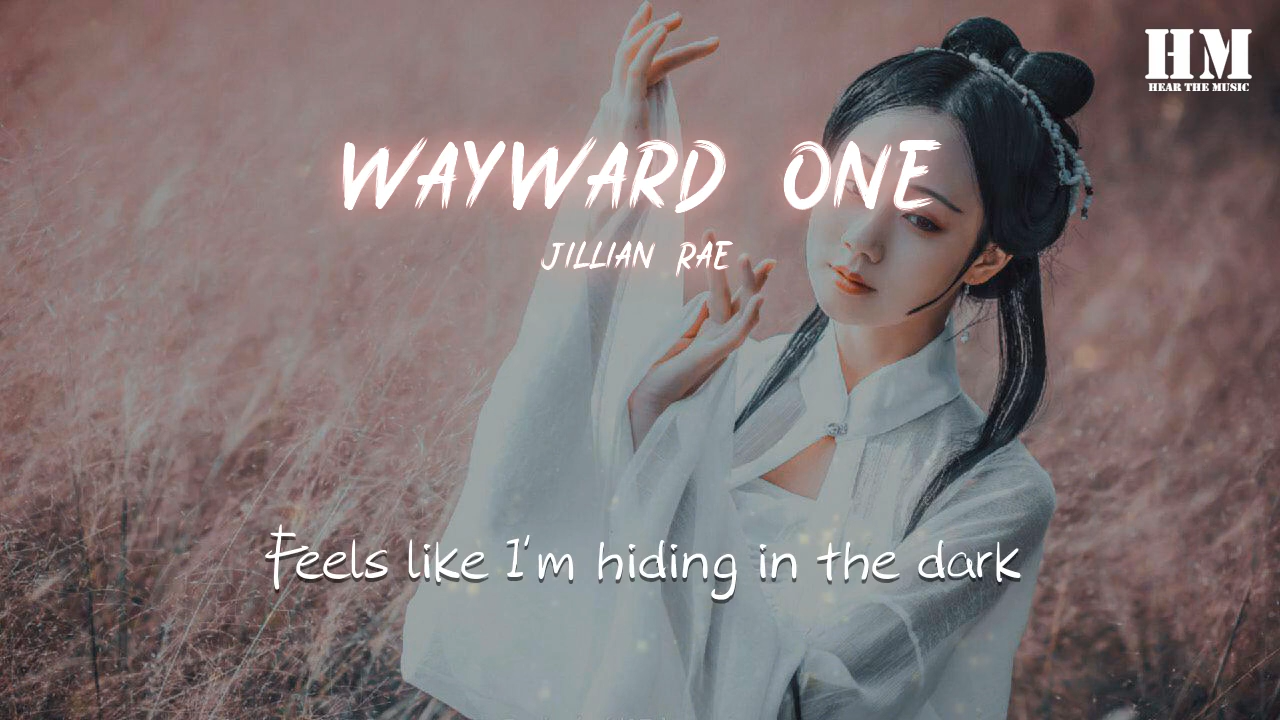 HM
HEAR THE MUSIC
WAYWARD ONE
JILLIAN RAE
Feels like I'm hiding in the dark